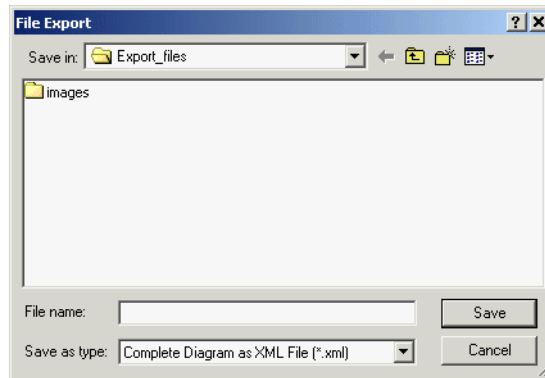 File Export
Save in: Export_files
images
File name: Save
Save as type: Complete Diagram as XML File (*.xml) Cancel